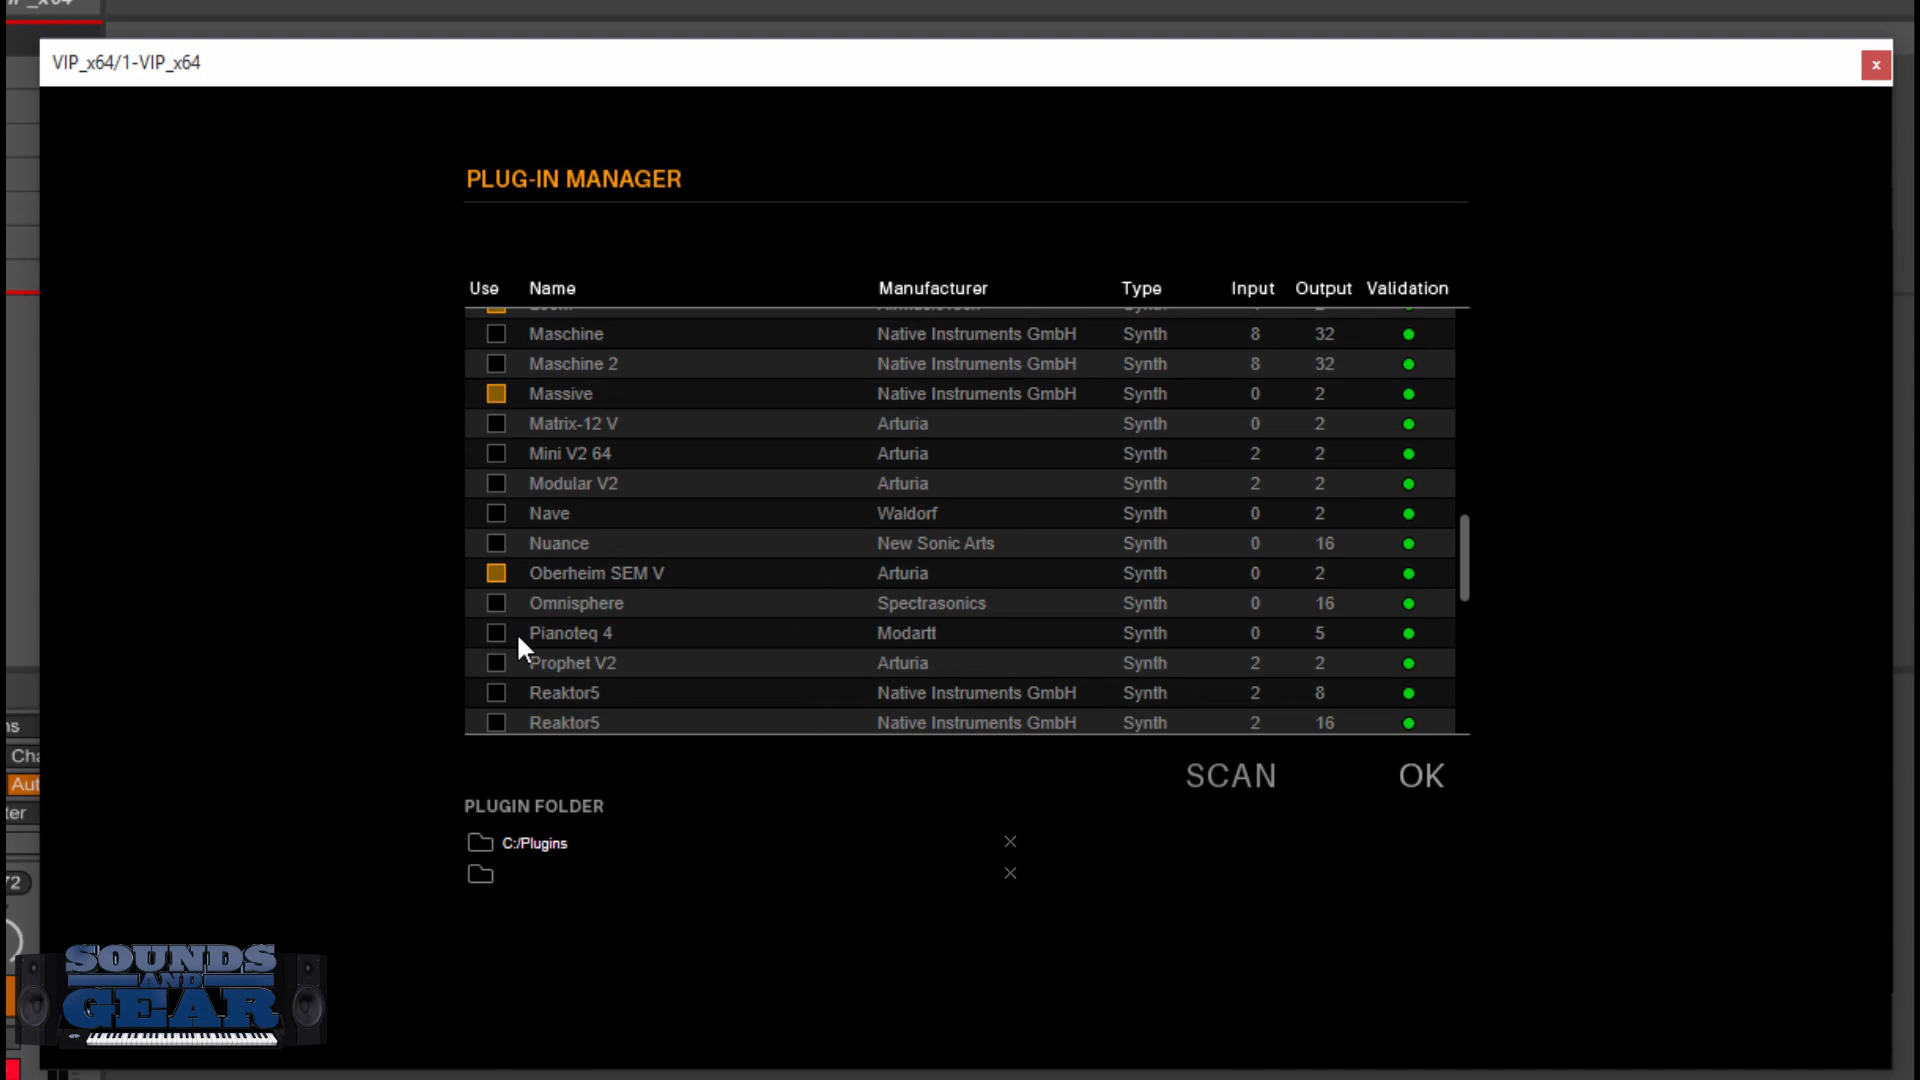 VIP_x64/1-VIP_x64
x
PLUG-IN MANAGER
Use Name Manufacturer Type Input Output Validation
Maschine Native Instruments GmbH Synth 8 32
Maschine 2 Native Instruments GmbH Synth 8 32
Massive Native Instruments GmbH Synth 0 2
Matrix-12 V Arturia Synth 0 2
Mini V2 64 Arturia Synth 2 2
Modular V2 Arturia Synth 2 2
Nave Waldorf Synth 0 2
Nuance New Sonic Arts Synth 0 16
Oberheim SEM V Arturia Synth 0 2
Omnisphere Spectrasonics Synth 0 16
Pianoteq 4 Modartt Synth 0 5
Prophet V2 Arturia Synth 2 2
Reaktor5 Native Instruments GmbH Synth 2 8
Reaktor5 Native Instruments GmbH Synth 2 16
SCAN OK
PLUGIN FOLDER
C:/Plugins
ns
Cha
Aut
ter
72
SOUNDS
AND
GEAR